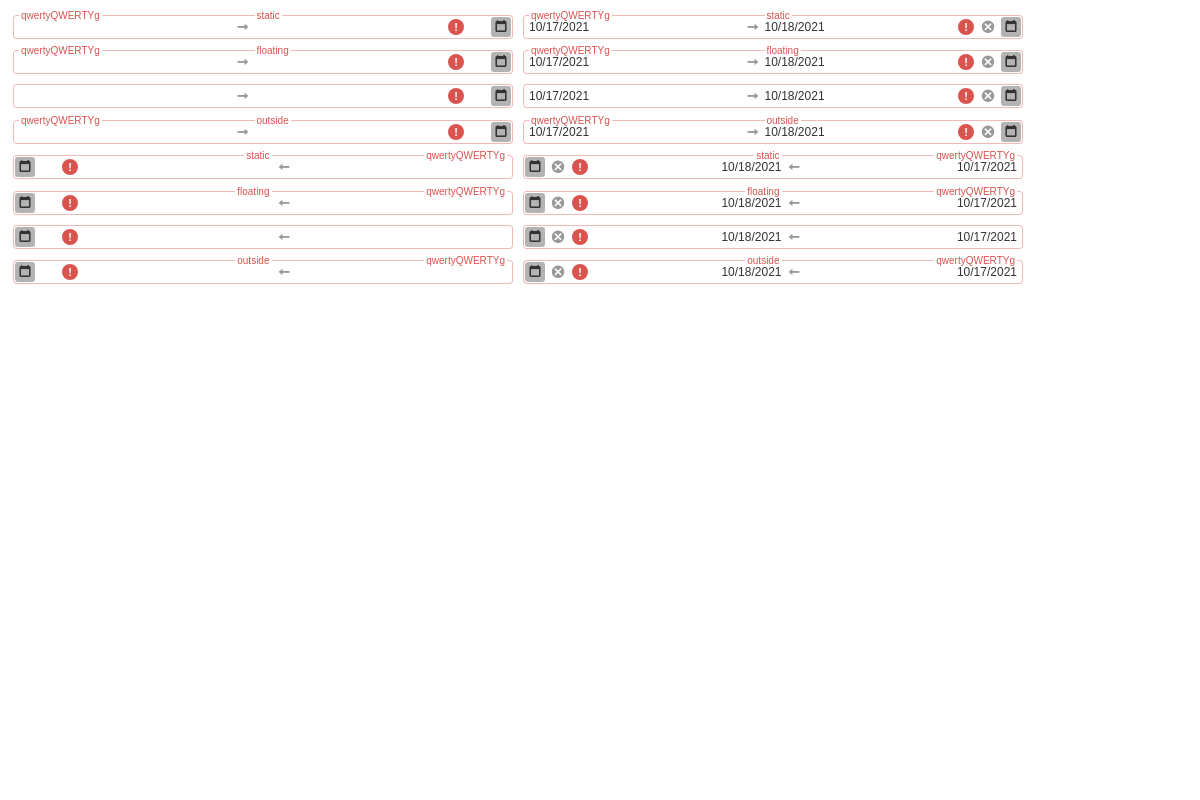 qwertyQWERTYg static qwertyQWERTYg static
10/17/2021 10/18/2021
qwertyQWERTYg floating qwertyQWERTYg floating
10/17/2021 10/18/2021
10/17/2021 10/18/2021
qwertyQWERTYg outside qwertyQWERTYg outside
10/17/2021 10/18/2021
static qwertyQWERTYg static qwertyQWERTYg
10/18/2021 10/17/2021
floating qwertyQWERTYg floating qwertyQWERTYg
10/18/2021 10/17/2021
10/18/2021 10/17/2021
outside qwertyQWERTYg outside qwertyQWERTYg
10/18/2021 10/17/2021